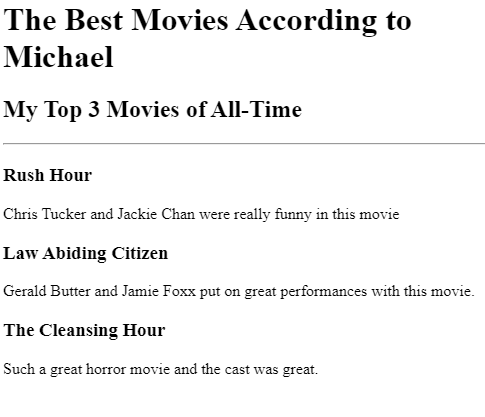 The Best Movies According to
Michael
My Top 3 Movies of All-Time
Rush Hour
Chris Tucker and Jackie Chan were really funny in this movie
Law Abiding Citizen
Gerald Butter and Jamie Foxx put on great performances with this movie.
The Cleansing Hour
Such a great horror movie and the cast was great.